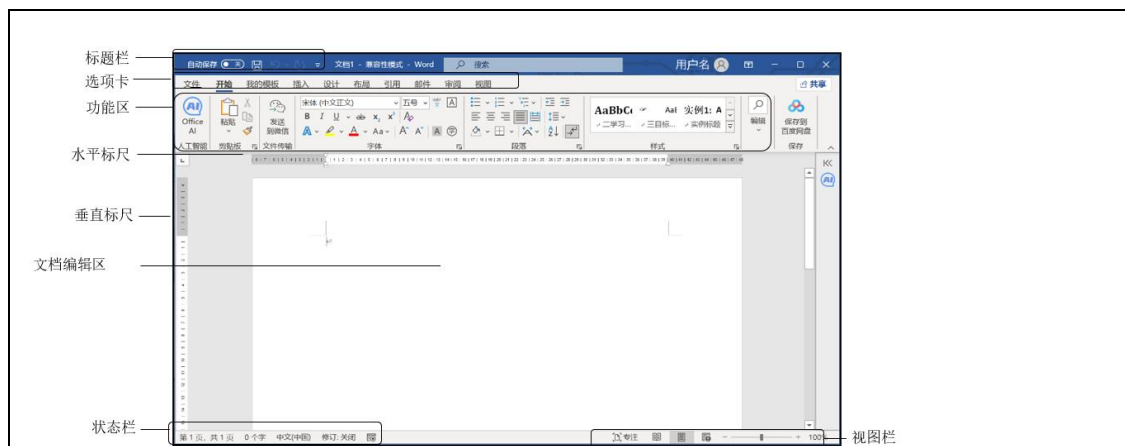 标题栏
自动保存 关 文档1 - 兼容性模式 - Word 搜索 用户名
选项卡
文件 开始 我的模板 插入 设计 布局 引用 邮件 审阅 视图 共享
功能区
宋体 (中文正文) 五号
AaBbCc AaI 实例1: A
Office AI 粘贴 发送到微信 B I U ab x₂ x² 编辑 保存到百度网盘
二学习... 三目标... 实例标题
人工智能 剪贴板 文件传输 字体 段落 样式 保存
水平标尺
垂直标尺
文档编辑区
状态栏
第1页, 共1页 0个字 中文(中国) 修订: 关闭 专注 100%
视图栏